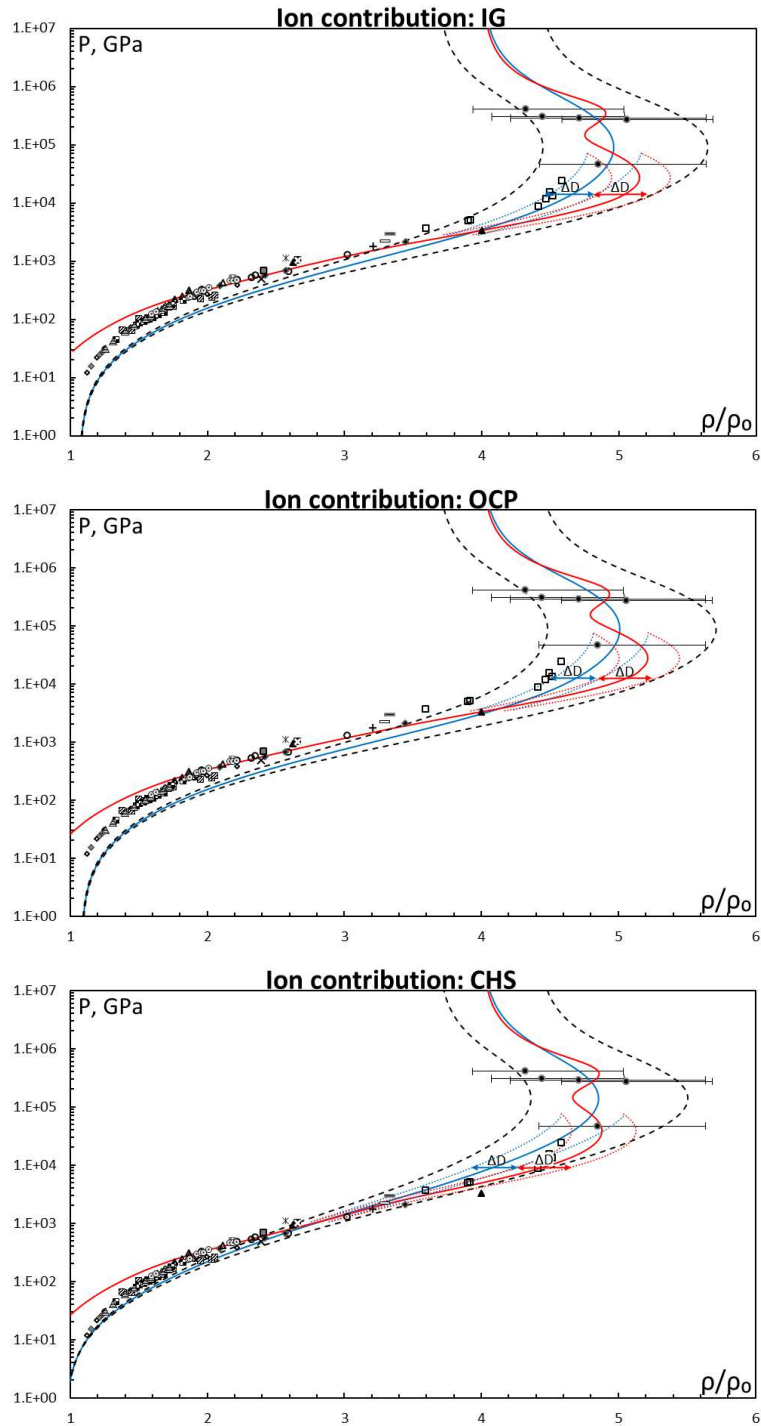 Ion contribution: IG
P, GPa
1.E+07
1.E+06
1.E+05
1.E+04
1.E+03
1.E+02
1.E+01
1.E+00
ΔD ΔD
ρ/ρ₀
1 2 3 4 5 6
Ion contribution: OCP
P, GPa
1.E+07
1.E+06
1.E+05
1.E+04
1.E+03
1.E+02
1.E+01
1.E+00
ΔD ΔD
ρ/ρ₀
1 2 3 4 5 6
Ion contribution: CHS
P, GPa
1.E+07
1.E+06
1.E+05
1.E+04
1.E+03
1.E+02
1.E+01
1.E+00
ΔD ΔD
ρ/ρ₀
1 2 3 4 5 6